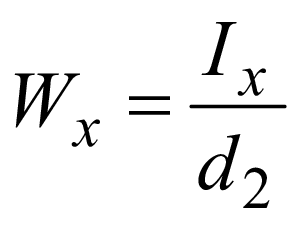 W_x = I_x / d_2